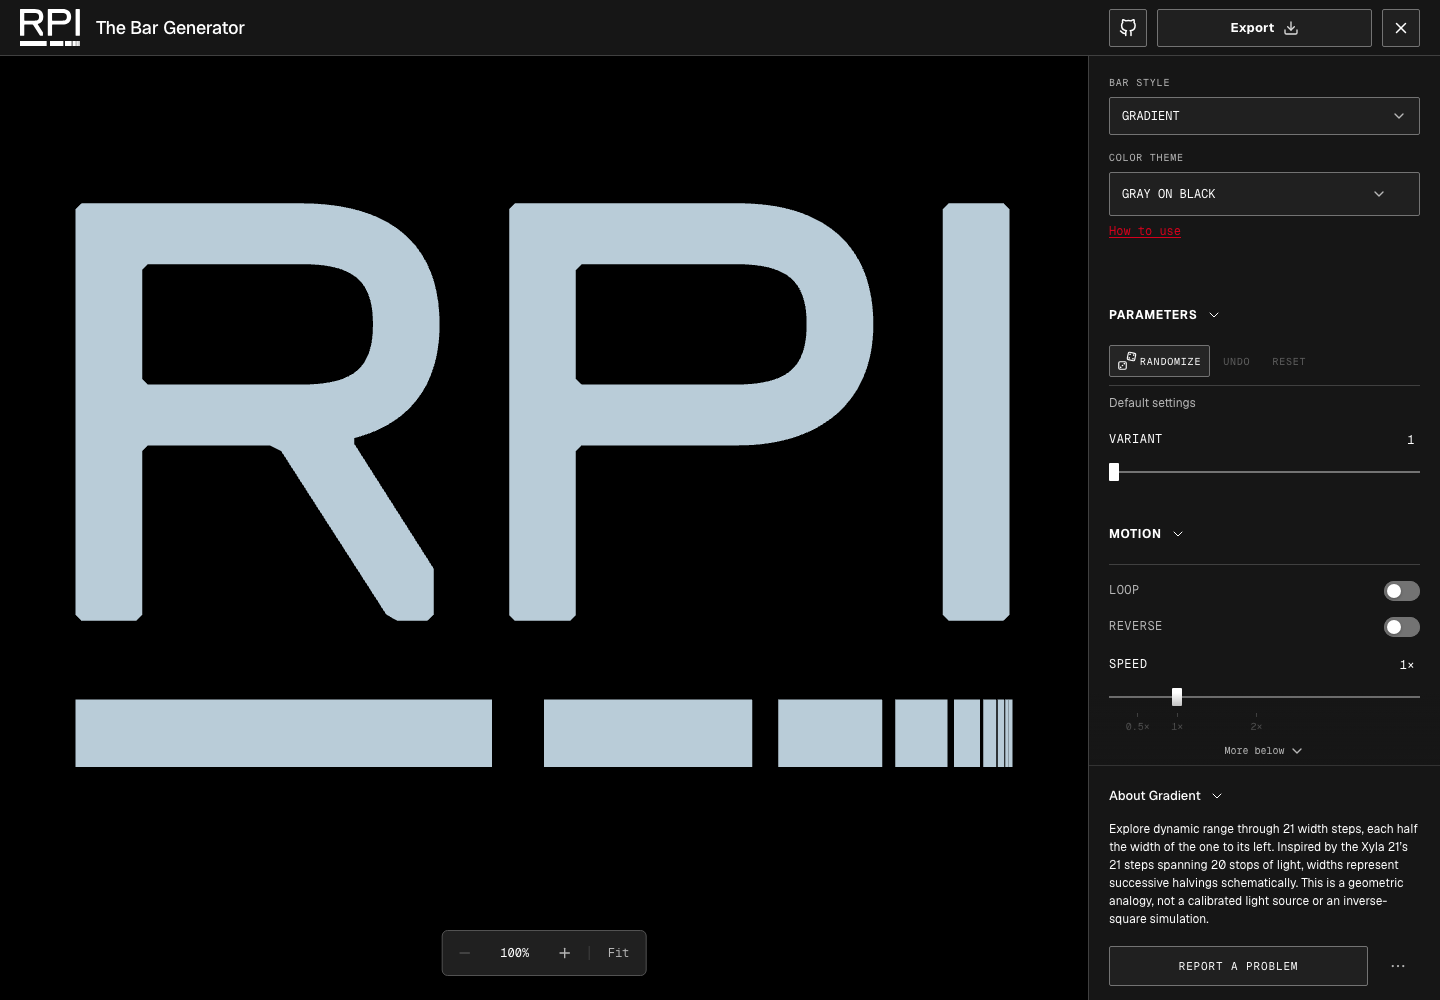 RPI
The Bar Generator
Export
BAR STYLE
GRADIENT
COLOR THEME
GRAY ON BLACK
How to use
PARAMETERS
RANDOMIZE
UNDO
RESET
Default settings
VARIANT
1
MOTION
LOOP
REVERSE
SPEED
1×
0.5×
1×
2×
More below
About Gradient
Explore dynamic range through 21 width steps, each half
the width of the one to its left. Inspired by the Xyla 21's
21 steps spanning 20 stops of light, widths represent
successive halvings schematically. This is a geometric
analogy, not a calibrated light source or an inverse-
square simulation.
REPORT A PROBLEM
RPI
100%
Fit